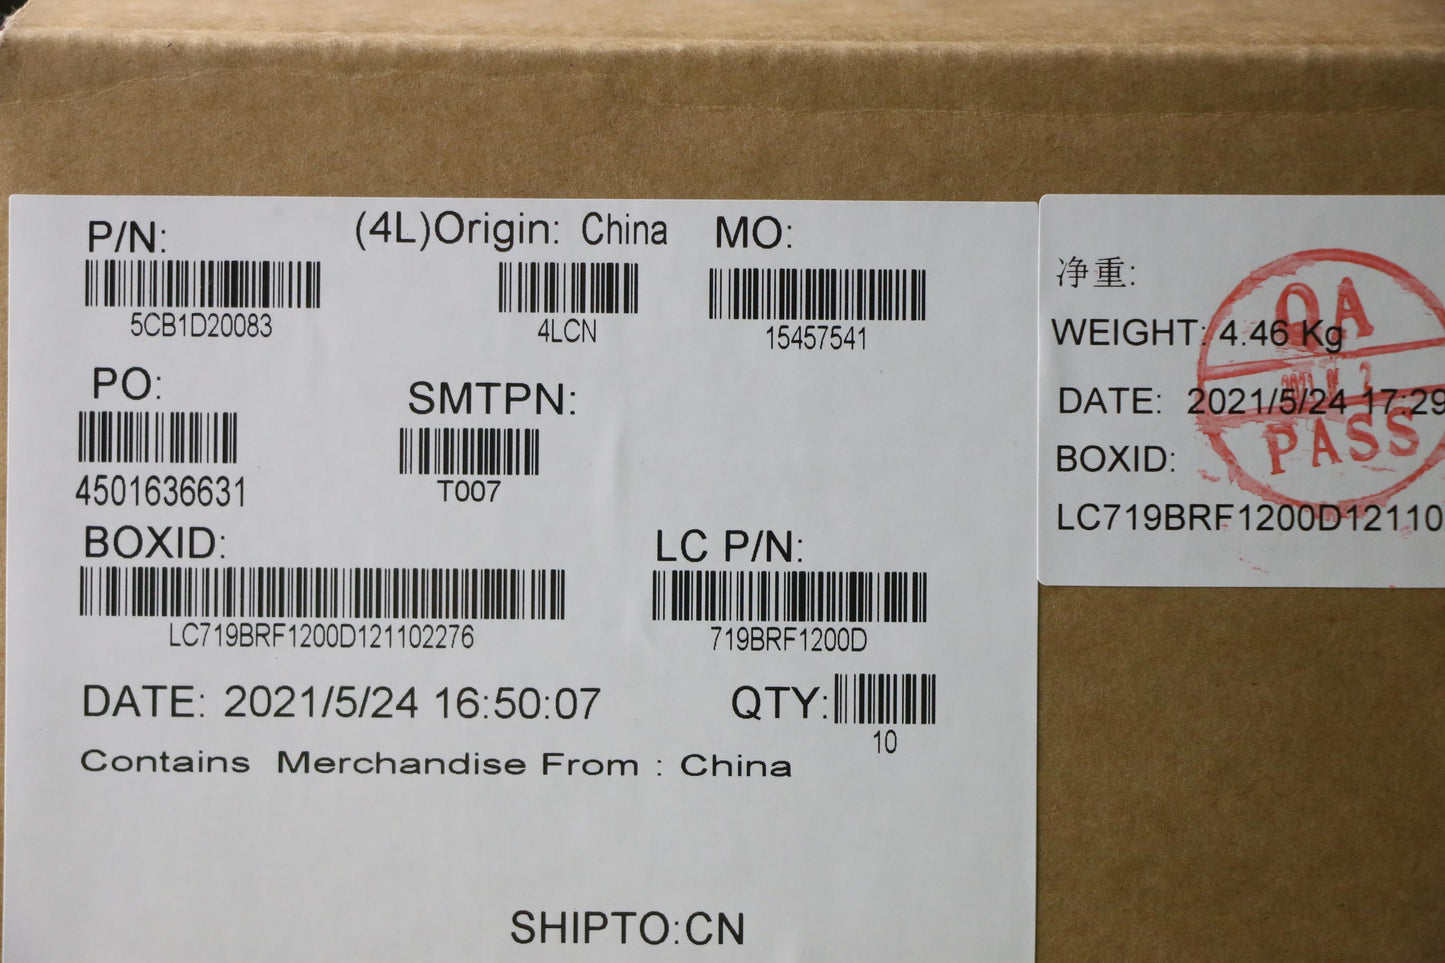 P/N:
5CB1D20083
(4L)Origin: China
4LCN
MO:
15457541
PO:
4501636631
SMTPN:
T007
BOXID:
LC719BRF1200D121102276
LC P/N:
719BRF1200D
DATE: 2021/5/24 16:50:07
QTY:
10
Contains Merchandise From : China
SHIPTO:CN
净重:
WEIGHT: 4.46 Kg
DATE: 2021/5/24 17:29
BOXID:
LC719BRF1200D12110
QA
PASS